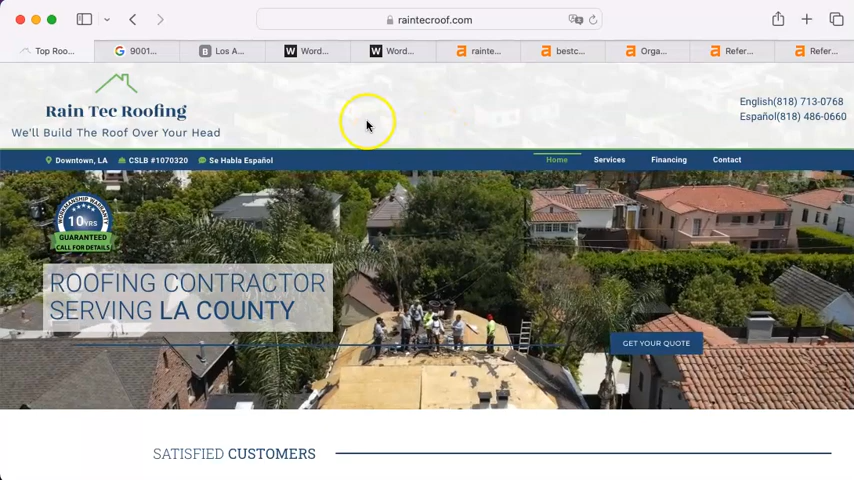 raintecroof.com
Top Roo...
9001...
Los A...
Word...
Word...
rainte...
bestc...
Orga...
Refer...
Refer...
Rain Tec Roofing
We'll Build The Roof Over Your Head
English(818) 713-0768
Español(818) 486-0660
Downtown, LA CSLB #1070320 Se Habla Español
Home Services Financing Contact
WORKMANSHIP WARRANTY
10 YRS
GUARANTEED
CALL FOR DETAILS
ROOFING CONTRACTOR
SERVING LA COUNTY
GET YOUR QUOTE
SATISFIED CUSTOMERS